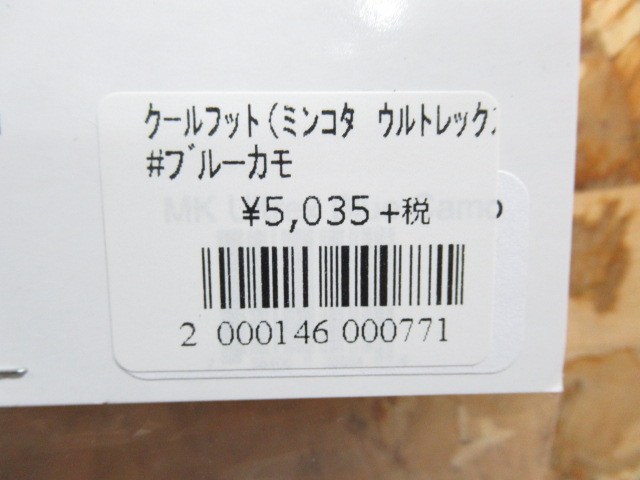 クールフット(ミンコタ ウルトレック
#ブルーカモ
¥5,035+税
2 000146 000771